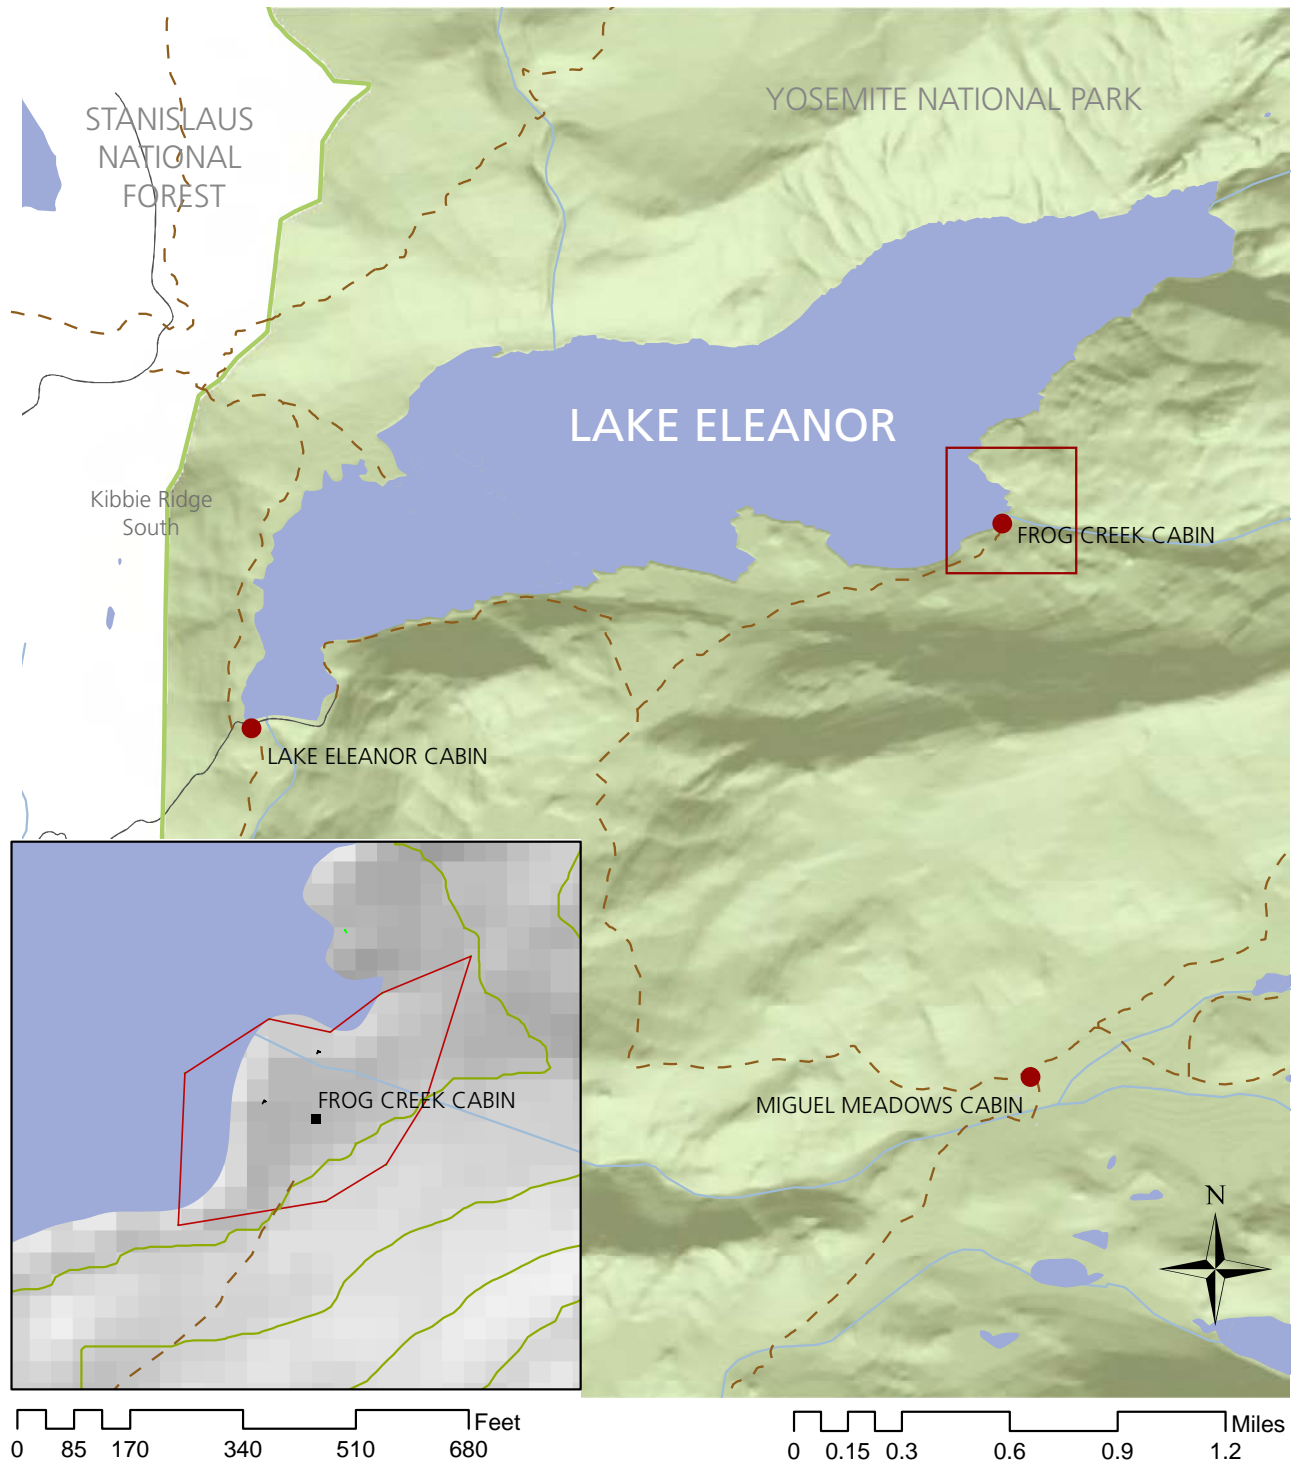 YOSEMITE NATIONAL PARK
STANISLAUS
NATIONAL
FOREST
LAKE ELEANOR
Kibbie Ridge
South
FROG CREEK CABIN
LAKE ELEANOR CABIN
FROG CREEK CABIN
MIGUEL MEADOWS CABIN
N
Feet
0 85 170 340 510 680
Miles
0 0.15 0.3 0.6 0.9 1.2